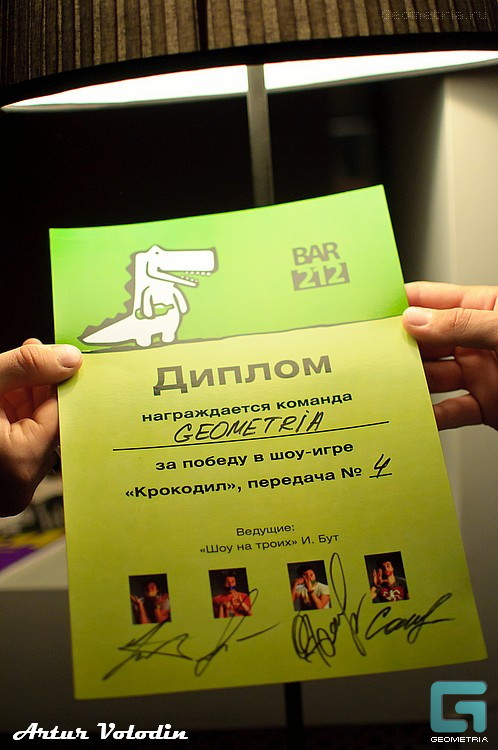 Geometria.ru
BAR
212
Диплом
награждается команда
GEOMETRIA
за победу в шоу-игре
«Крокодил», передача № 4
Ведущие:
«Шоу на троих» И. Бут
Artur Volodin
GEOMETRIA